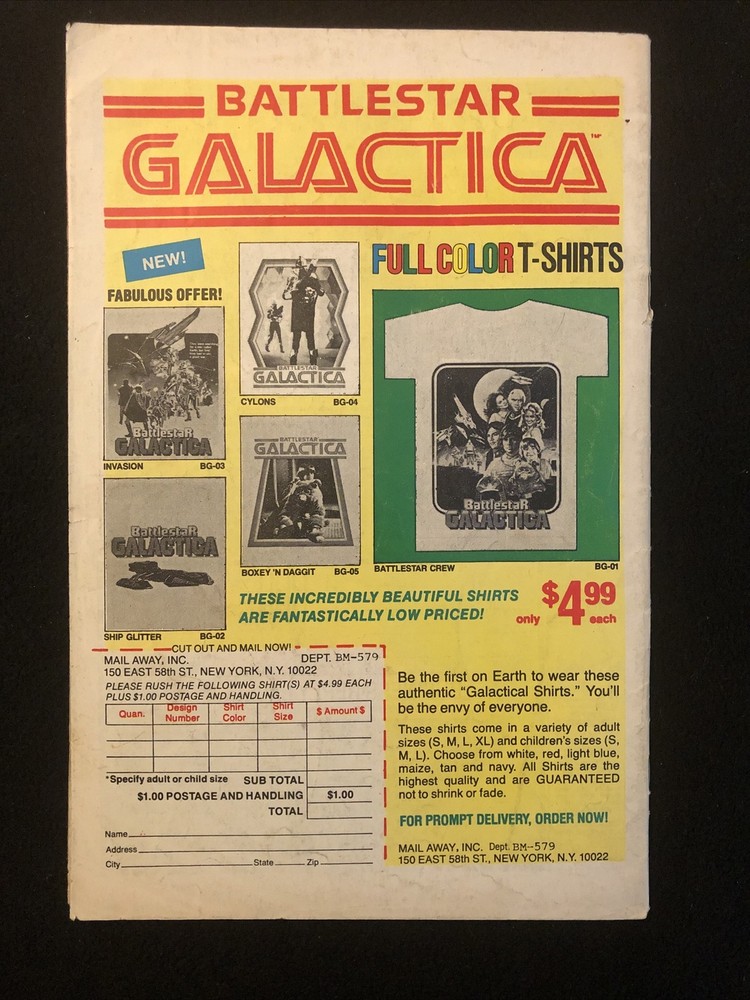 BATTLESTAR
GALACTICA™
NEW!
FABULOUS OFFER!
BattlestaR
GALACTICA
INVASION BG-03
BattlestaR
GALACTICA
SHIP GLITTER BG-02
BATTLESTAR
GALACTICA
CYLONS BG-04
BATTLESTAR
GALACTICA
BOXEY 'N DAGGIT BG-05
FULL COLOR T-SHIRTS
BattlestaR
GALACTICA
BATTLESTAR CREW BG-01
THESE INCREDIBLY BEAUTIFUL SHIRTS
ARE FANTASTICALLY LOW PRICED!
only $4.99 each
CUT OUT AND MAIL NOW!
MAIL AWAY, INC. DEPT. BM-579
150 EAST 58th ST., NEW YORK, N.Y. 10022
PLEASE RUSH THE FOLLOWING SHIRT(S) AT $4.99 EACH
PLUS $1.00 POSTAGE AND HANDLING.
Quan. Design Number Shirt Color Shirt Size $ Amount $
*Specify adult or child size SUB TOTAL
$1.00 POSTAGE AND HANDLING $1.00
TOTAL
Name
Address
City State Zip
Be the first on Earth to wear these
authentic “Galactical Shirts.” You'll
be the envy of everyone.
These shirts come in a variety of adult
sizes (S, M, L, XL) and children's sizes (S,
M, L). Choose from white, red, light blue,
maize, tan and navy. All Shirts are the
highest quality and are GUARANTEED
not to shrink or fade.
FOR PROMPT DELIVERY, ORDER NOW!
MAIL AWAY, INC. Dept. BM-579
150 EAST 58th ST., NEW YORK, N.Y. 10022